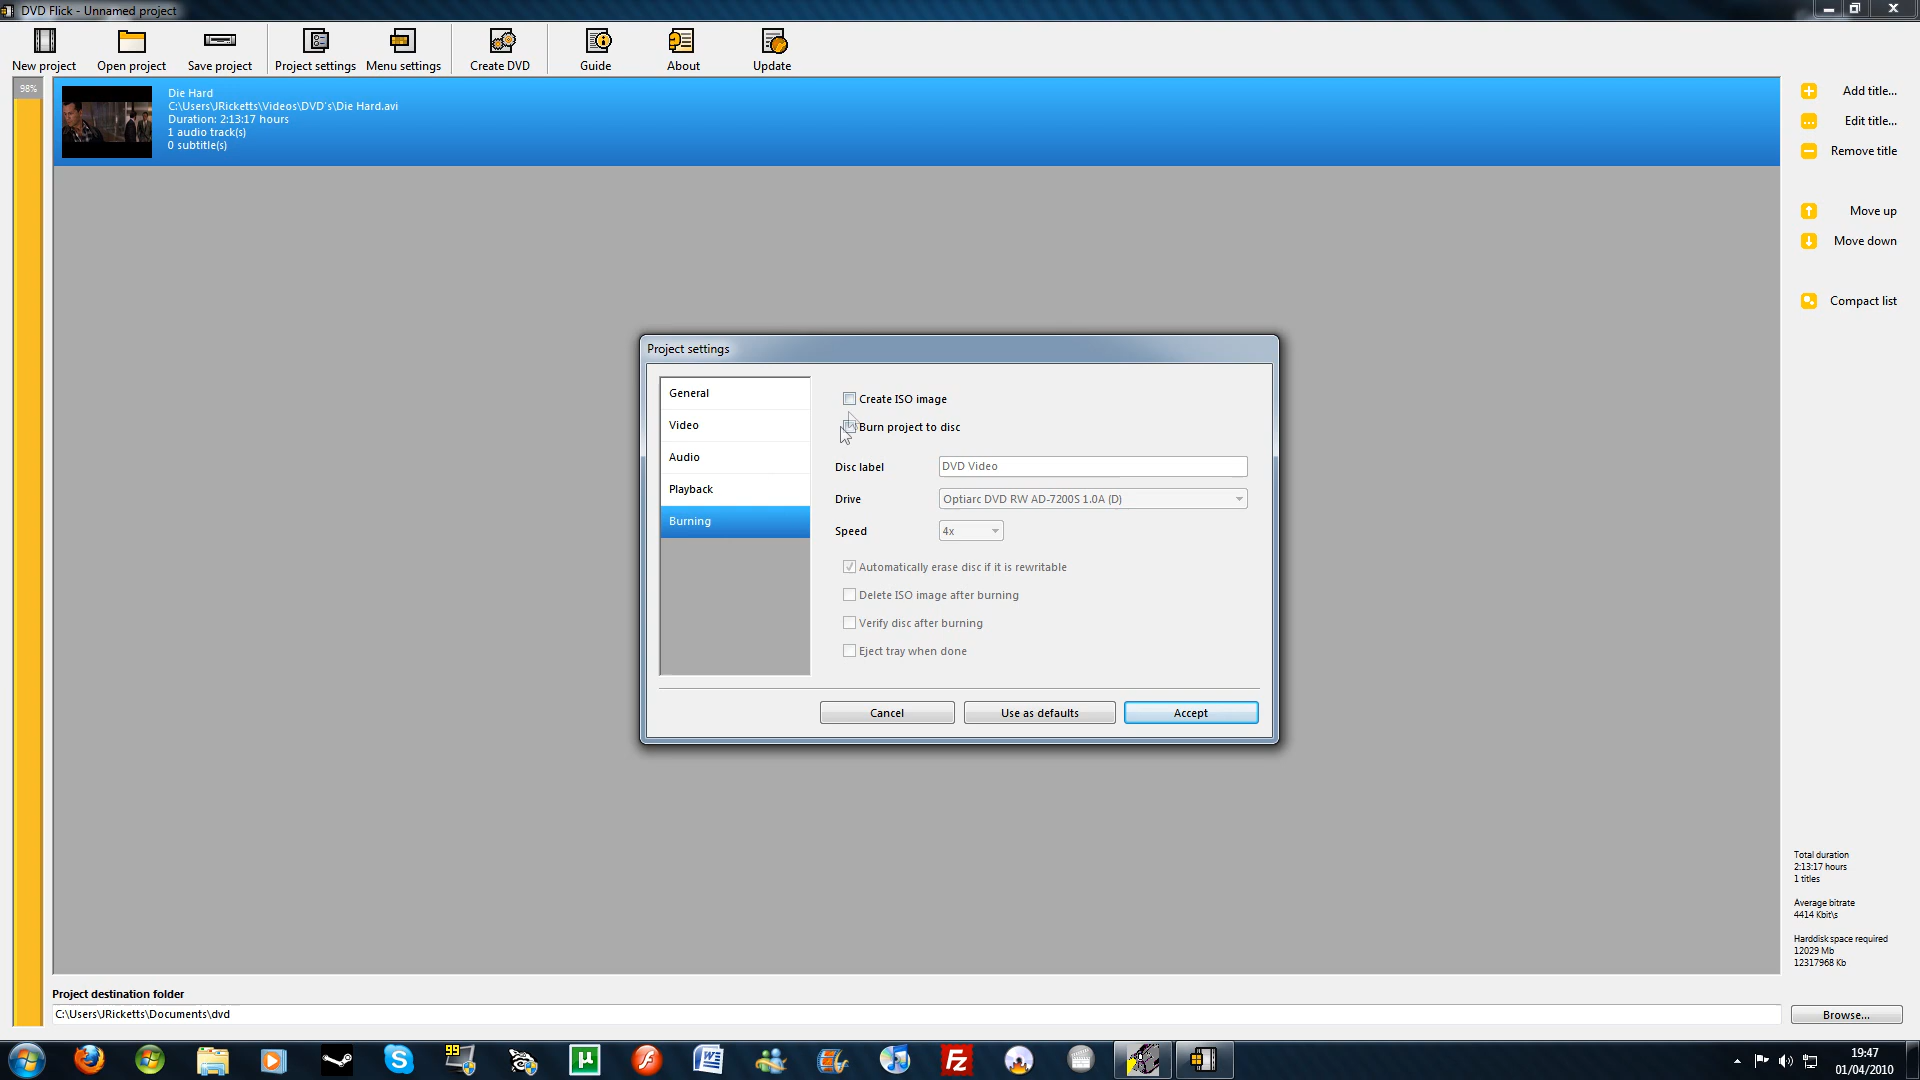 DVD Flick - Unnamed project
New project
Open project
Save project
Project settings
Menu settings
Create DVD
Guide
About
Update
98%
Die Hard
C:\Users\JRicketts\Videos\DVD's\Die Hard.avi
Duration: 2:13:17 hours
1 audio track(s)
0 subtitle(s)
Add title...
Edit title...
Remove title
Move up
Move down
Compact list
Project settings
General
Video
Audio
Playback
Burning
Create ISO image
Burn project to disc
Disc label
DVD Video
Drive
Optiarc DVD RW AD-7200S 1.0A (D)
Speed
4x
Automatically erase disc if it is rewritable
Delete ISO image after burning
Verify disc after burning
Eject tray when done
Cancel
Use as defaults
Accept
Total duration
2:13:17 hours
1 titles
Average bitrate
4414 Kbit\s
Harddisk space required
12029 Mb
12317968 Kb
Project destination folder
C:\Users\JRicketts\Documents\dvd
Browse...
99
µ
S
W
Fz
19:47
01/04/2010